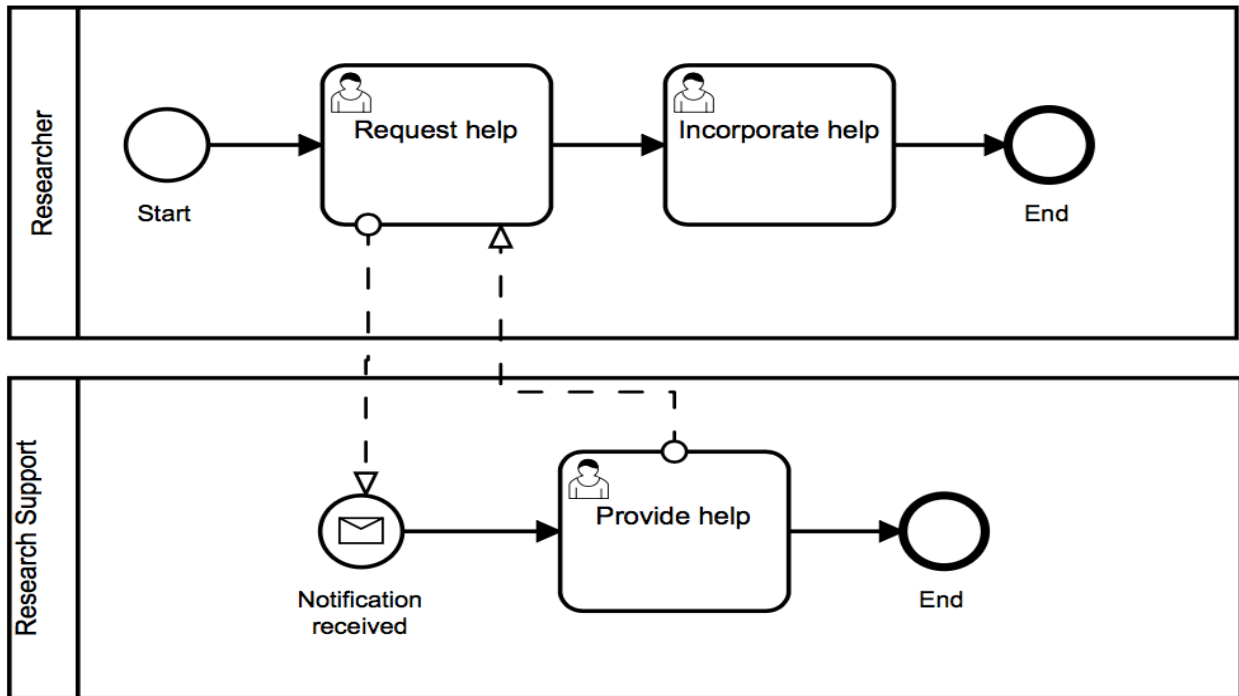 Researcher
Request help
Incorporate help
Start
End
Research Support
Provide help
Notification
received
End